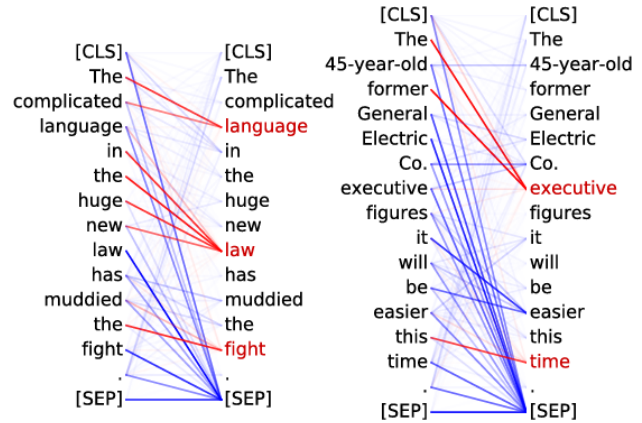 [CLS] [CLS]
The The
complicated complicated
language language
in in
the the
huge huge
new new
law law
has has
muddied muddied
the the
fight fight
. .
[SEP] [SEP]
[CLS] [CLS]
The The
45-year-old 45-year-old
former former
General General
Electric Electric
Co. Co.
executive executive
figures figures
it it
will will
be be
easier easier
this this
time time
. .
[SEP] [SEP]